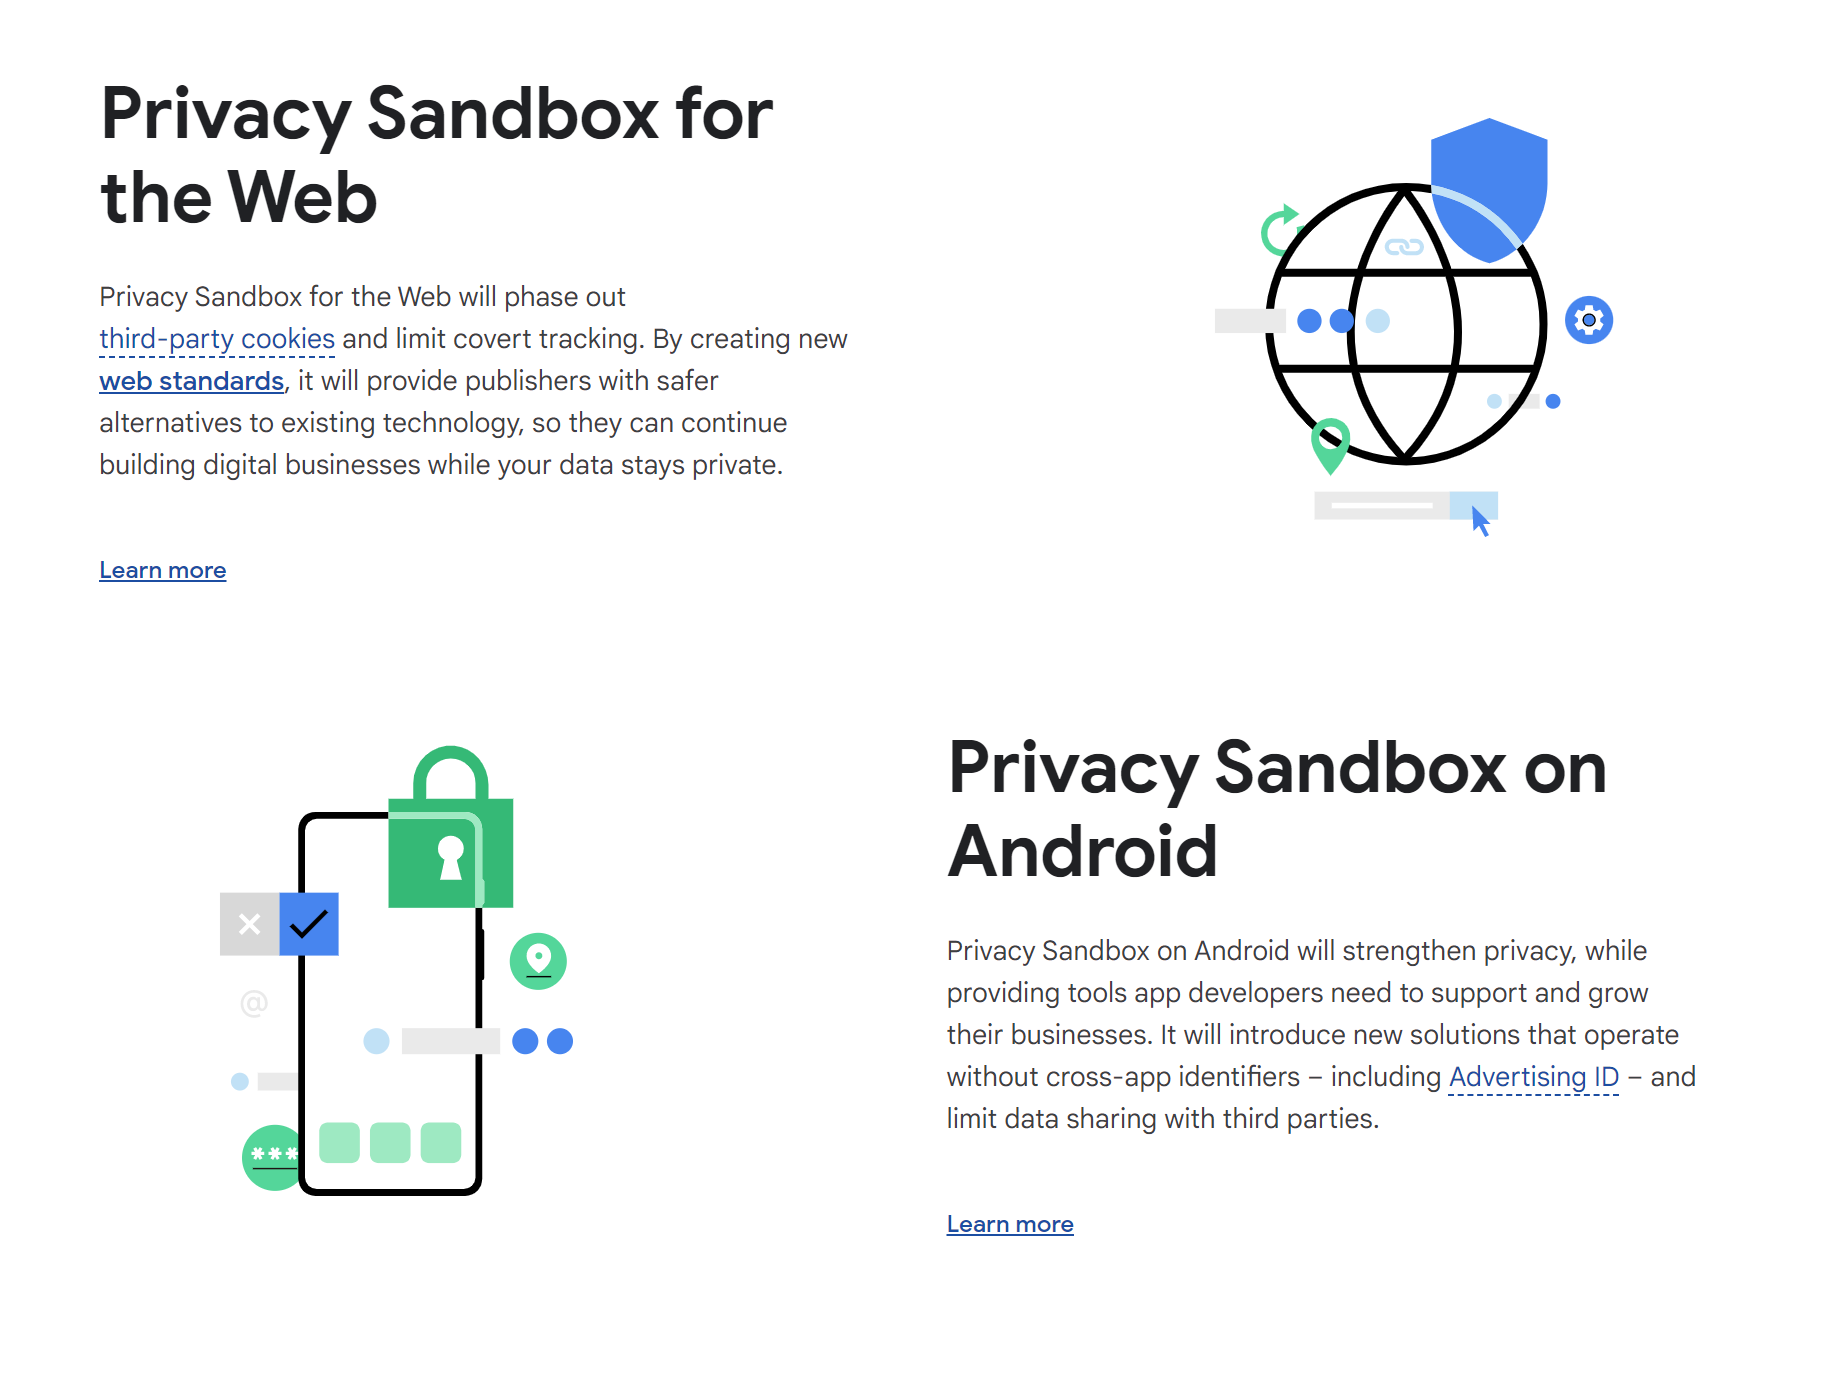 Privacy Sandbox for
the Web
Privacy Sandbox for the Web will phase out
third-party cookies and limit covert tracking. By creating new
web standards, it will provide publishers with safer
alternatives to existing technology, so they can continue
building digital businesses while your data stays private.
Learn more
@
***
Privacy Sandbox on
Android
Privacy Sandbox on Android will strengthen privacy, while
providing tools app developers need to support and grow
their businesses. It will introduce new solutions that operate
without cross-app identifiers – including Advertising ID – and
limit data sharing with third parties.
Learn more